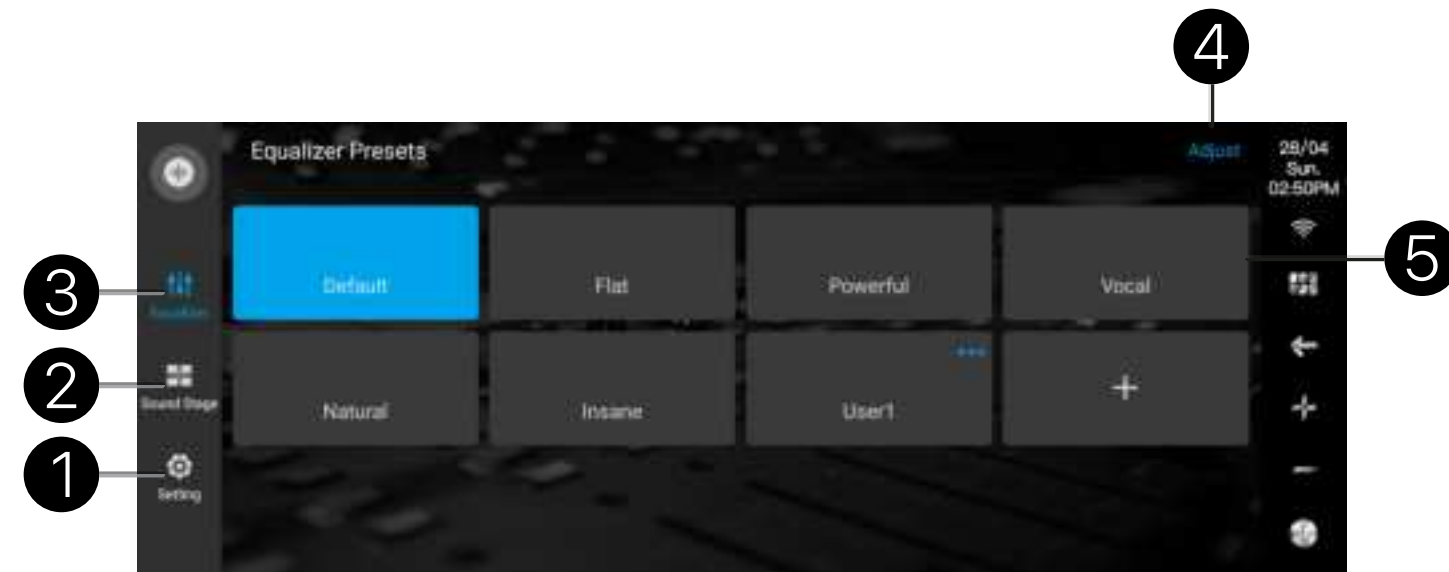 4
Equalizer Presets
Adjust
28/04
Sun.
02:50PM
5
3
Default
Flat
Powerful
Vocal
2
Sound Stage
Natural
Insane
User1
+
1
Setting